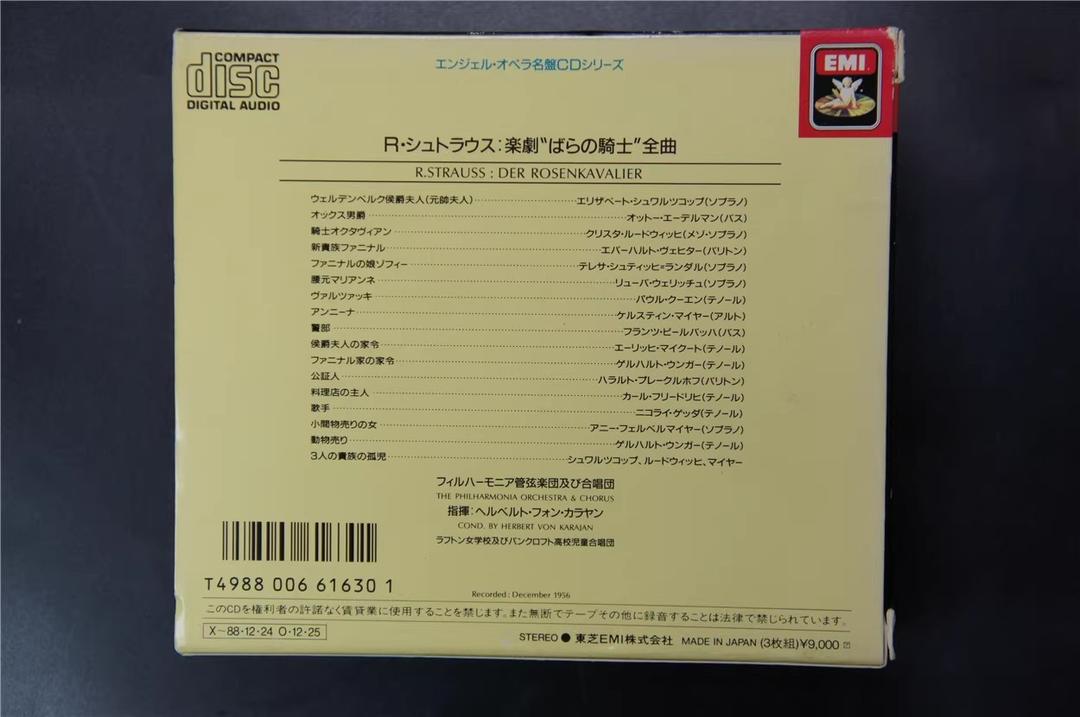 COMPACT
disc
DIGITAL AUDIO
エンジェル・オペラ名盤CDシリーズ
EMI
R・シュトラウス:楽劇“ばらの騎士”全曲
R.STRAUSS : DER ROSENKAVALIER
ウェルデンベルク侯爵夫人(元帥夫人)‥‥‥エリザベート・シュワルツコップ(ソプラノ)
オックス男爵‥‥‥オットー・エーデルマン(バス)
騎士オクタヴィアン‥‥‥クリスタ・ルードウィッヒ(メゾ・ソプラノ)
新貴族ファニナル‥‥‥エバーハルト・ヴェヒター(バリトン)
ファニナルの娘ゾフィー‥‥‥テレサ・シュティッヒ=ランダル(ソプラノ)
腰元マリアンネ‥‥‥リューバ・ウェリッチュ(ソプラノ)
ヴァルツァッキ‥‥‥パウル・クーエン(テノール)
アンニーナ‥‥‥ケルスティン・マイヤー(アルト)
警部‥‥‥フランツ・ビールバッハ(バス)
侯爵夫人の家令‥‥‥エーリッヒ・マイクート(テノール)
ファニナル家の家令‥‥‥ゲルハルト・ウンガー(テノール)
公証人‥‥‥ハラルト・プレークルホフ(バリトン)
料理店の主人‥‥‥カール・フリードリヒ(テノール)
歌手‥‥‥ニコライ・ゲッダ(テノール)
小間物売りの女‥‥‥アニー・フェルベルマイヤー(ソプラノ)
動物売り‥‥‥ゲルハルト・ウンガー(テノール)
3人の貴族の孤児‥‥‥シュワルツコップ、ルードウィッヒ、マイヤー
フィルハーモニア管弦楽団及び合唱団
THE PHILHARMONIA ORCHESTRA & CHORUS
指揮:ヘルベルト・フォン・カラヤン
COND. BY HERBERT VON KARAJAN
ラフトン女学校及びバンクロフト高校児童合唱団
T4988 006 61630 1
Recorded : December 1956
このCDを権利者の許諾なく賃貸業に使用することを禁じます。また無断でテープその他に録音することは法律で禁じられています。
X〜88・12・24 O・12・25
STEREO ● 東芝EMI株式会社 MADE IN JAPAN (3枚組)¥9,000